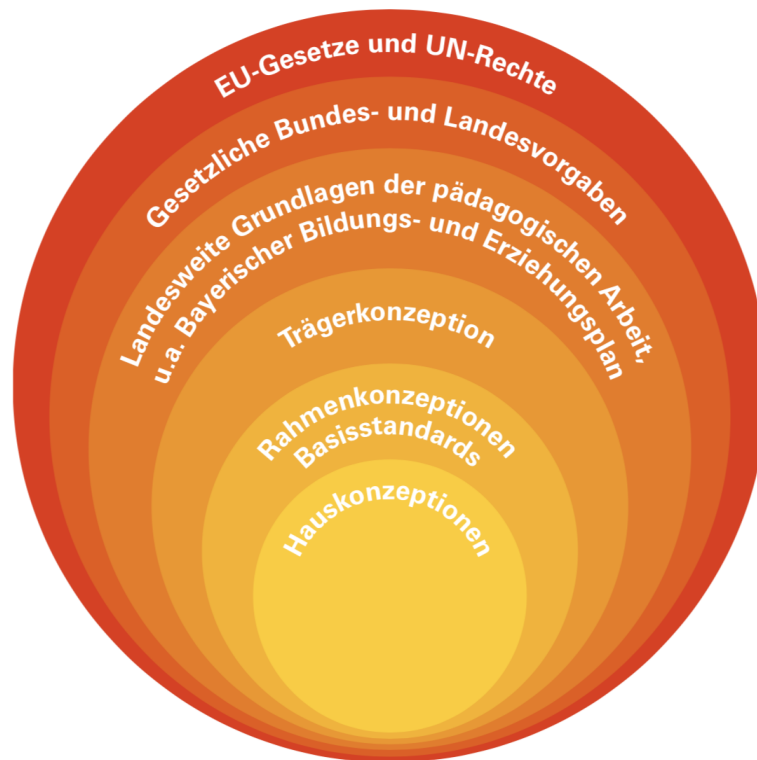 EU-Gesetze und UN-Rechte
Gesetzliche Bundes- und Landesvorgaben
Landesweite Grundlagen der pädagogischen Arbeit,
u.a. Bayerischer Bildungs- und Erziehungsplan
Trägerkonzeption
Rahmenkonzeptionen
Basisstandards
Hauskonzeptionen